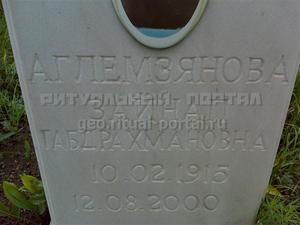 АГЛЕМЗЯНОВА
РИТУАЛЬНЫЙ ПОРТАЛ
geo.ritual-portal.ru
ГАБДРАХМАНОВНА
10.02.1915
12.08.2000